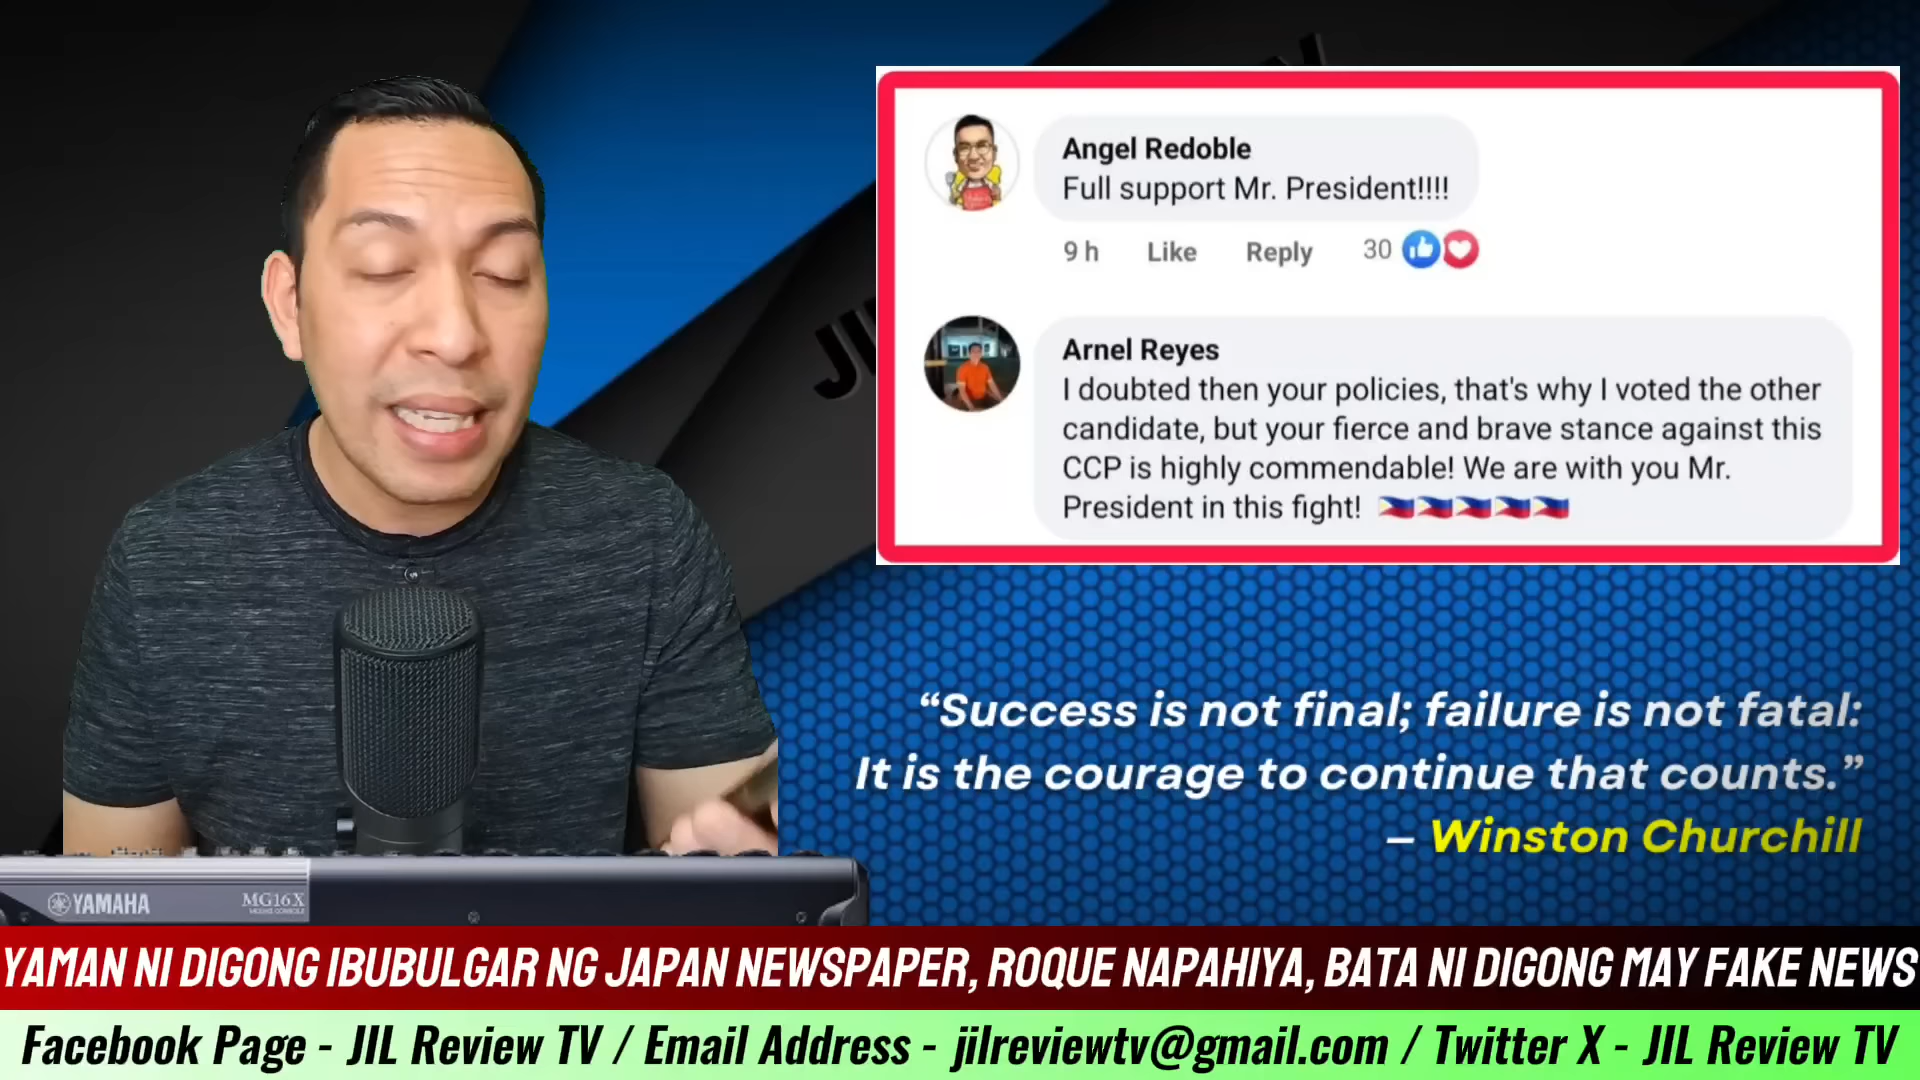 Angel Redoble
Full support Mr. President!!!!
9 h Like Reply 30
Arnel Reyes
I doubted then your policies, that's why I voted the other
candidate, but your fierce and brave stance against this
CCP is highly commendable! We are with you Mr.
President in this fight! 🇵🇭🇵🇭🇵🇭🇵🇭🇵🇭
“Success is not final; failure is not fatal:
It is the courage to continue that counts.”
– Winston Churchill
YAMAHA
MG16X
MIXING CONSOLE
YAMAN NI DIGONG IBUBULGAR NG JAPAN NEWSPAPER, ROQUE NAPAHIYA, BATA NI DIGONG MAY FAKE NEWS
Facebook Page - JIL Review TV / Email Address - jilreviewtv@gmail.com / Twitter X - JIL Review TV